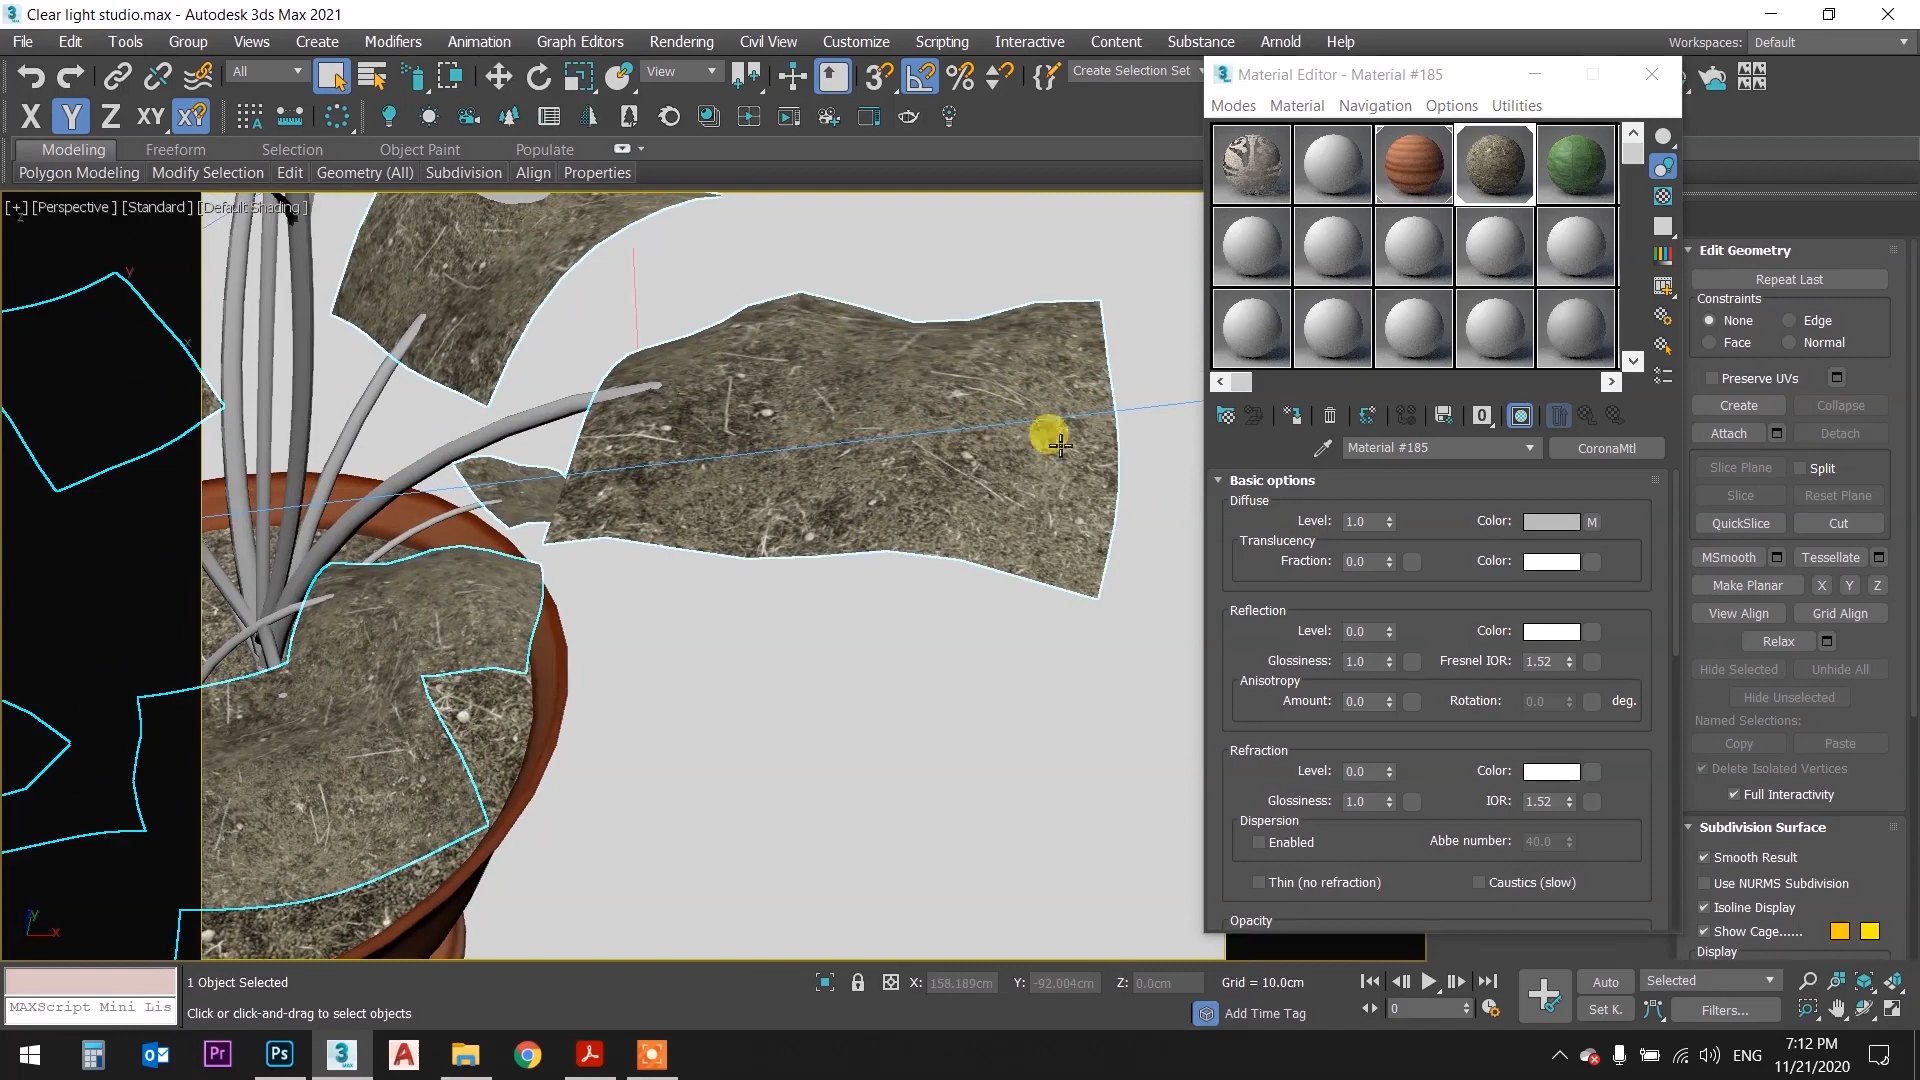 Clear light studio.max - Autodesk 3ds Max 2021
File Edit Tools Group Views Create Modifiers Animation Graph Editors Rendering Civil View Customize Scripting Interactive Content Substance Arnold Help
Workspaces: Default
All View Create Selection Set
X Y Z XY XY
Modeling Freeform Selection Object Paint Populate
Polygon Modeling Modify Selection Edit Geometry (All) Subdivision Align Properties
[+] [Perspective ] [Standard ] [Default Shading ]
Material Editor - Material #185
Modes Material Navigation Options Utilities
0
Material #185 CoronaMtl
Basic options
Diffuse
Level: 1.0 Color: M
Translucency
Fraction: 0.0 Color:
Reflection
Level: 0.0 Color:
Glossiness: 1.0 Fresnel IOR: 1.52
Anisotropy
Amount: 0.0 Rotation: 0.0 deg.
Refraction
Level: 0.0 Color:
Glossiness: 1.0 IOR: 1.52
Dispersion
Enabled Abbe number: 40.0
Thin (no refraction) Caustics (slow)
Opacity
Edit Geometry
Repeat Last
Constraints
None Edge
Face Normal
Preserve UVs
Create Collapse
Attach Detach
Slice Plane Split
Slice Reset Plane
QuickSlice Cut
MSmooth Tessellate
Make Planar X Y Z
View Align Grid Align
Relax
Hide Selected Unhide All
Hide Unselected
Named Selections:
Copy Paste
Delete Isolated Vertices
Full Interactivity
Subdivision Surface
Smooth Result
Use NURMS Subdivision
Isoline Display
Show Cage......
Display
y
x
z
y
x
MAXScript Mini Lis
1 Object Selected
Click or click-and-drag to select objects
X: 158.189cm Y: -92.004cm Z: 0.0cm Grid = 10.0cm
Add Time Tag
0
Auto Selected
Set K. Filters...
Pr Ps 3 MAX A
ENG
7:12 PM
11/21/2020